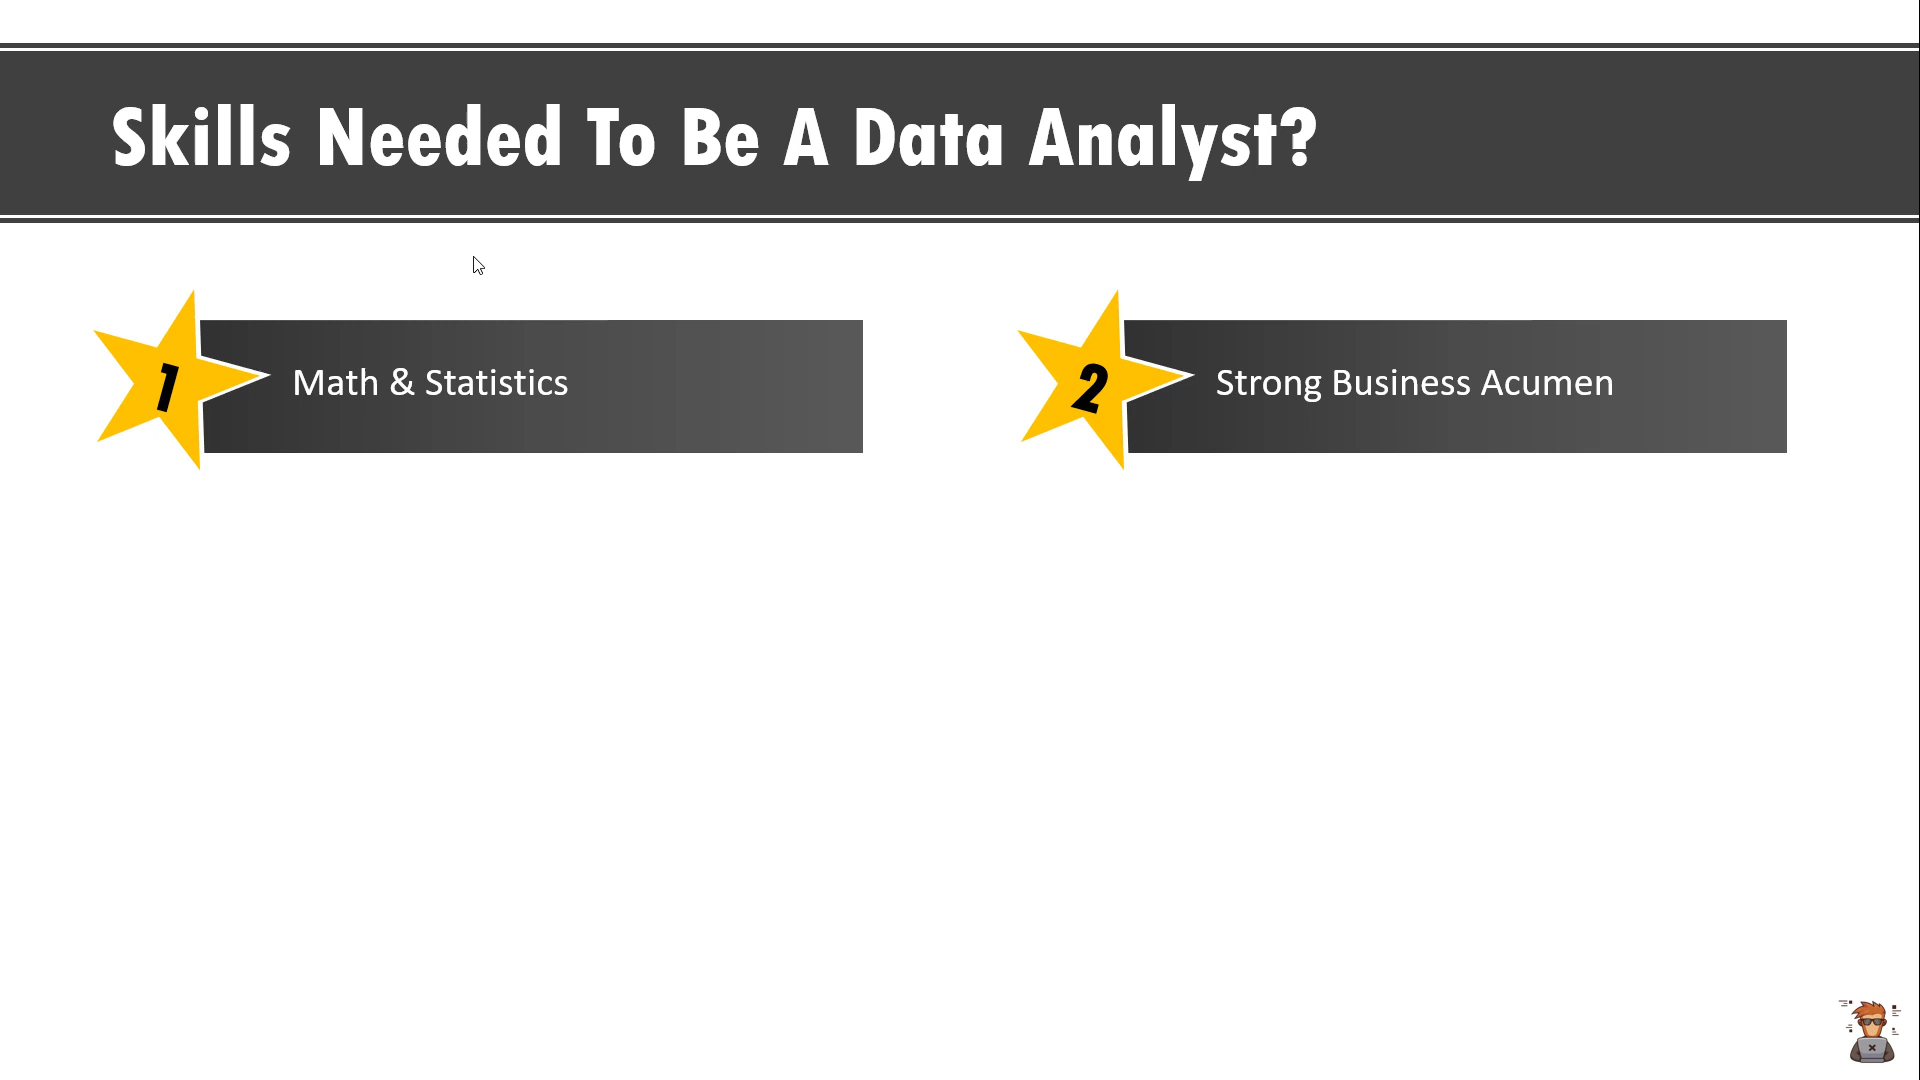 Skills Needed To Be A Data Analyst?
1 Math & Statistics
2 Strong Business Acumen